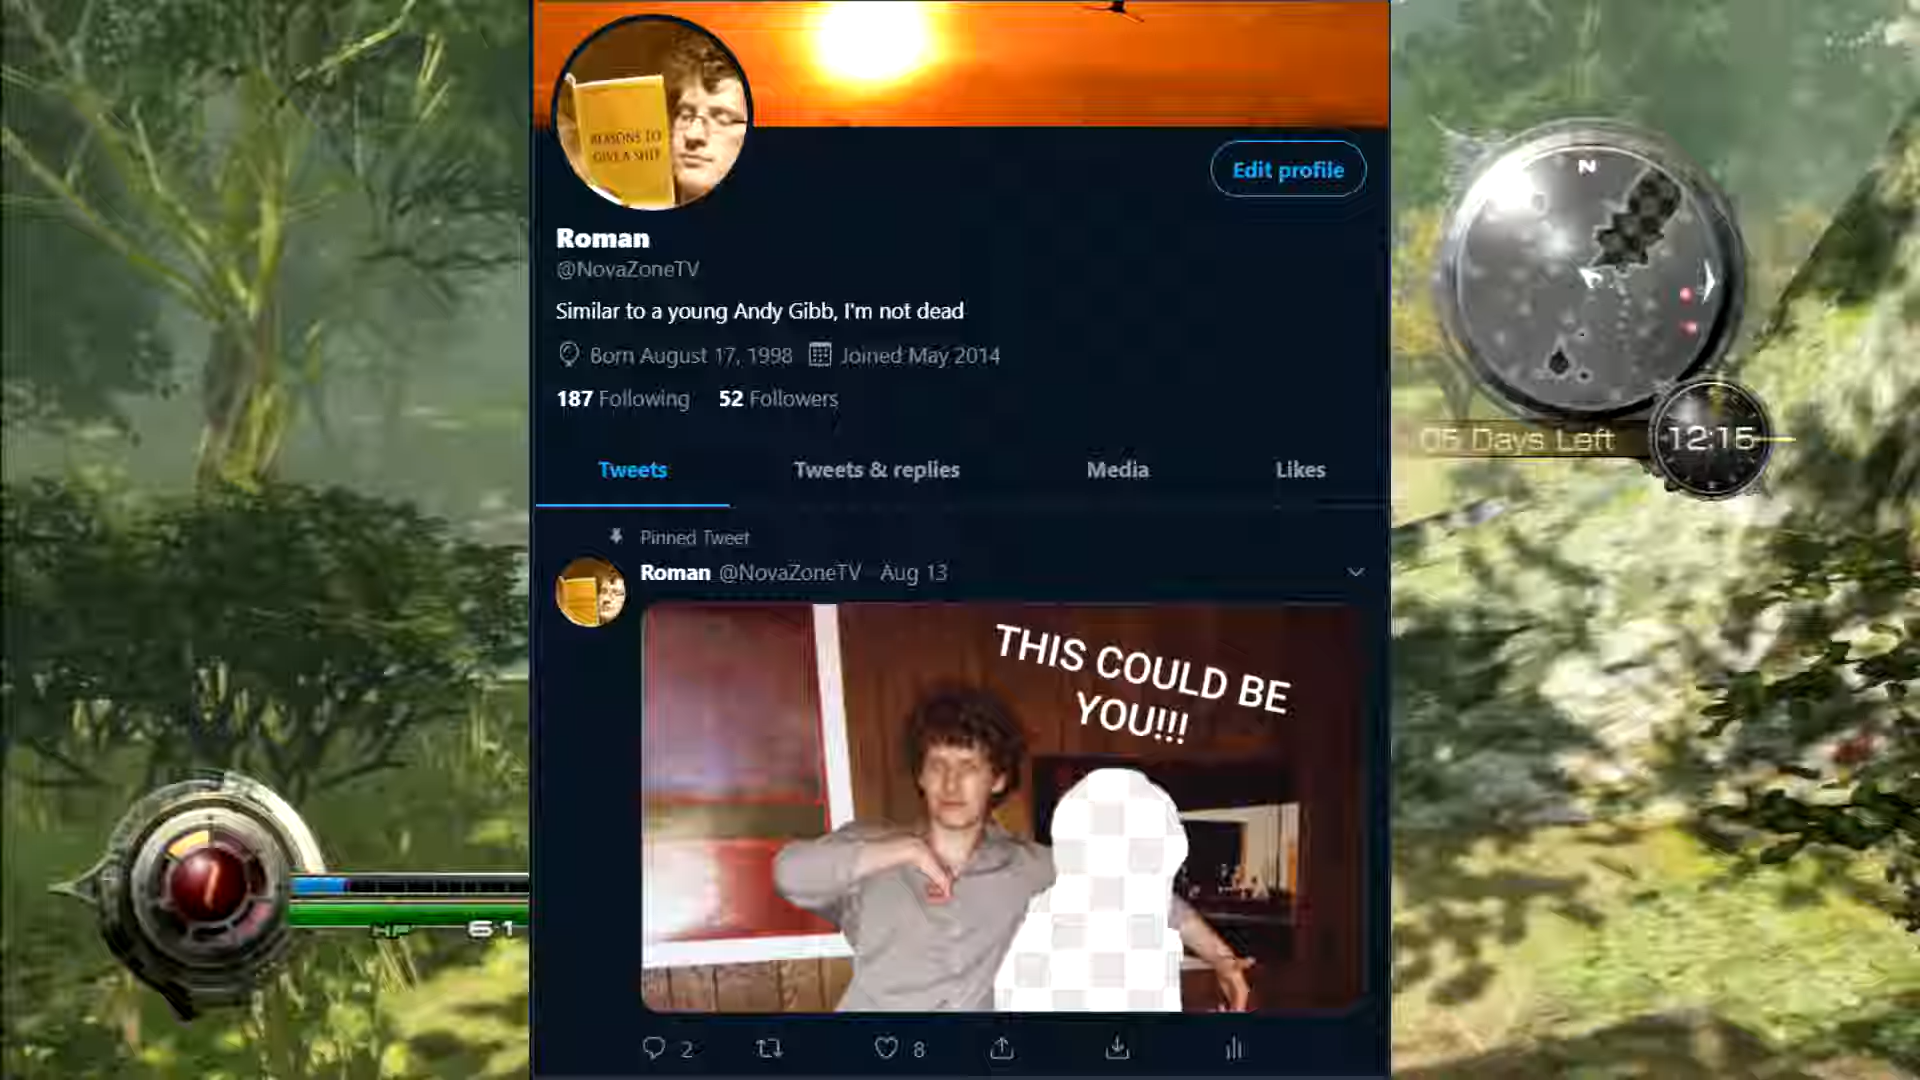 REASONS TO
GIVE A SHIP
Edit profile
Roman
@NovaZoneTV
Similar to a young Andy Gibb, I'm not dead
Born August 17, 1998 Joined May 2014
187 Following 52 Followers
Tweets Tweets & replies Media Likes
Pinned Tweet
Roman @NovaZoneTV · Aug 13
THIS COULD BE
YOU!!!
2 8
N
05 Days Left 12:15
HP 61